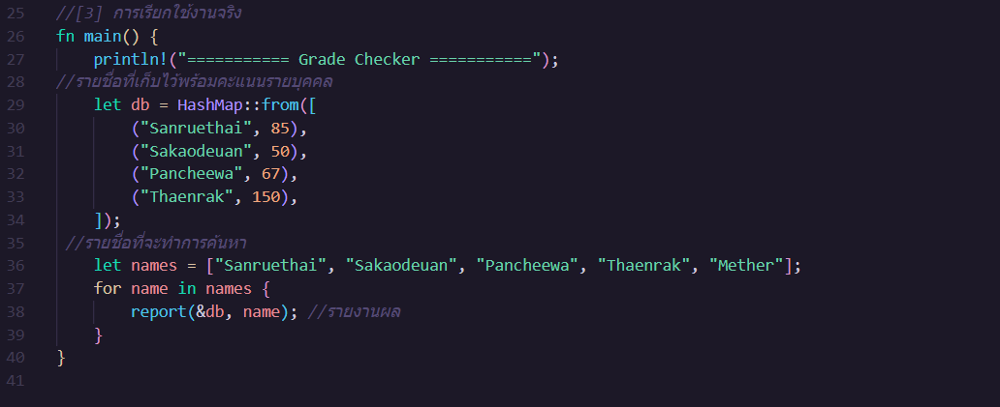 25 //[3] การเรียกใช้งานจริง
26 fn main() {
27     println!("=========== Grade Checker ===========");
28 //รายชื่อที่เก็บไว้พร้อมคะแนนรายบุคคล
29     let db = HashMap::from([
30         ("Sanruethai", 85),
31         ("Sakaodeuan", 50),
32         ("Pancheewa", 67),
33         ("Thaenrak", 150),
34     ]);
35  //รายชื่อที่จะทำการค้นหา
36     let names = ["Sanruethai", "Sakaodeuan", "Pancheewa", "Thaenrak", "Mether"];
37     for name in names {
38         report(&db, name); //รายงานผล
39     }
40 }
41